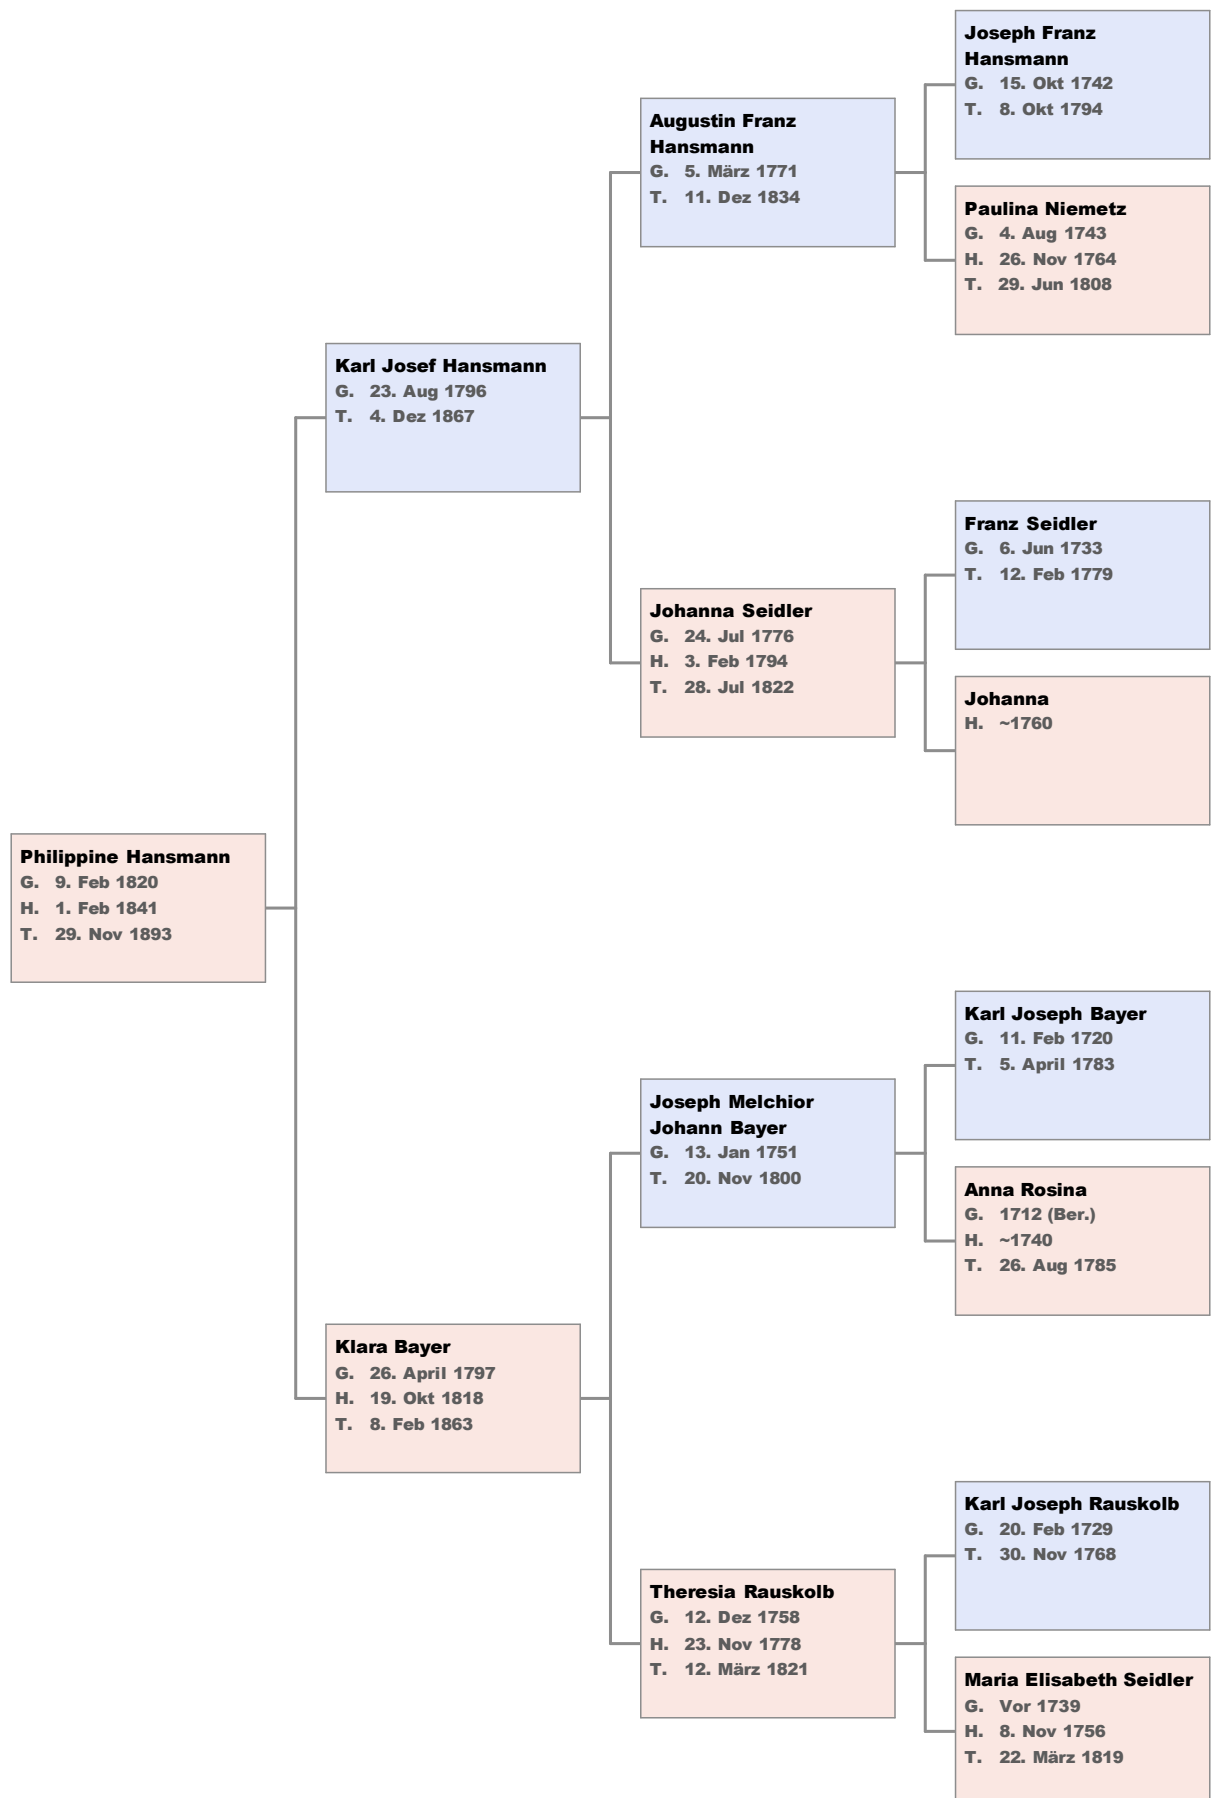 Joseph Franz
Hansmann
G. 15. Okt 1742
T. 8. Okt 1794
Augustin Franz
Hansmann
G. 5. März 1771
T. 11. Dez 1834
Paulina Niemetz
G. 4. Aug 1743
H. 26. Nov 1764
T. 29. Jun 1808
Karl Josef Hansmann
G. 23. Aug 1796
T. 4. Dez 1867
Franz Seidler
G. 6. Jun 1733
T. 12. Feb 1779
Johanna Seidler
G. 24. Jul 1776
H. 3. Feb 1794
T. 28. Jul 1822
Johanna
H. ~1760
Philippine Hansmann
G. 9. Feb 1820
H. 1. Feb 1841
T. 29. Nov 1893
Karl Joseph Bayer
G. 11. Feb 1720
T. 5. April 1783
Joseph Melchior
Johann Bayer
G. 13. Jan 1751
T. 20. Nov 1800
Anna Rosina
G. 1712 (Ber.)
H. ~1740
T. 26. Aug 1785
Klara Bayer
G. 26. April 1797
H. 19. Okt 1818
T. 8. Feb 1863
Karl Joseph Rauskolb
G. 20. Feb 1729
T. 30. Nov 1768
Theresia Rauskolb
G. 12. Dez 1758
H. 23. Nov 1778
T. 12. März 1821
Maria Elisabeth Seidler
G. Vor 1739
H. 8. Nov 1756
T. 22. März 1819